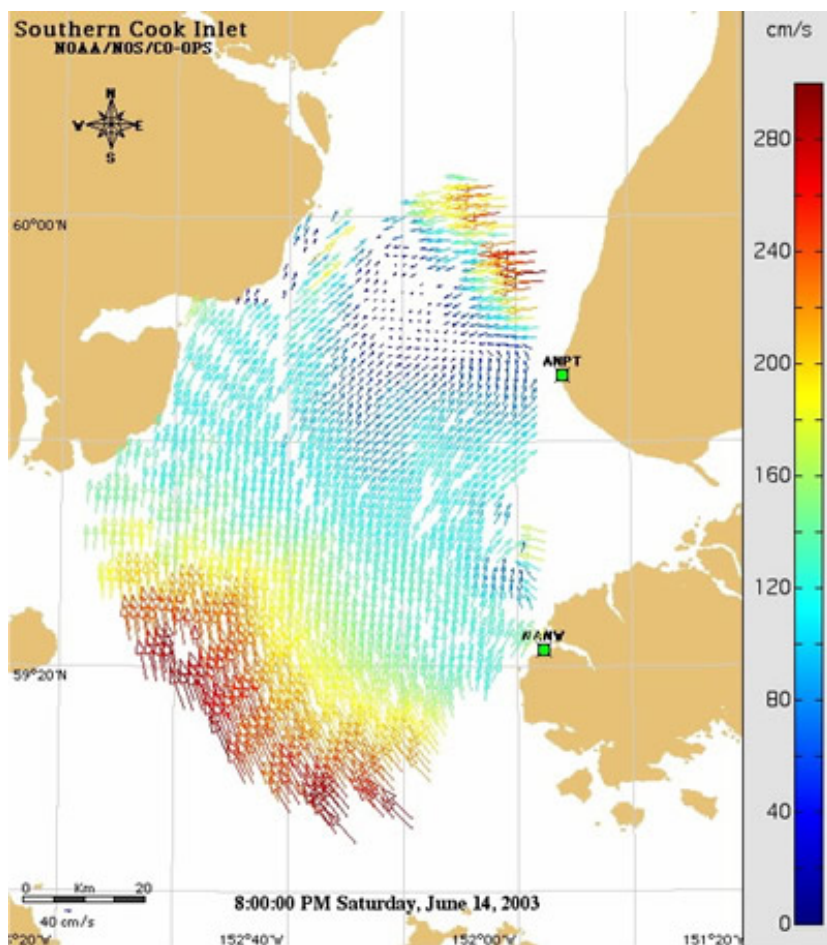 Southern Cook Inlet
NOAA/NOS/CO-OPS
cm/s
N
W E
S
280
60°00'N
240
200
ANPT
160
120
NANW
59°20'N
80
40
0 Km 20
40 cm/s
8:00:00 PM Saturday, June 14, 2003
0
°20'W 152°40'W 152°00'W 151°20'